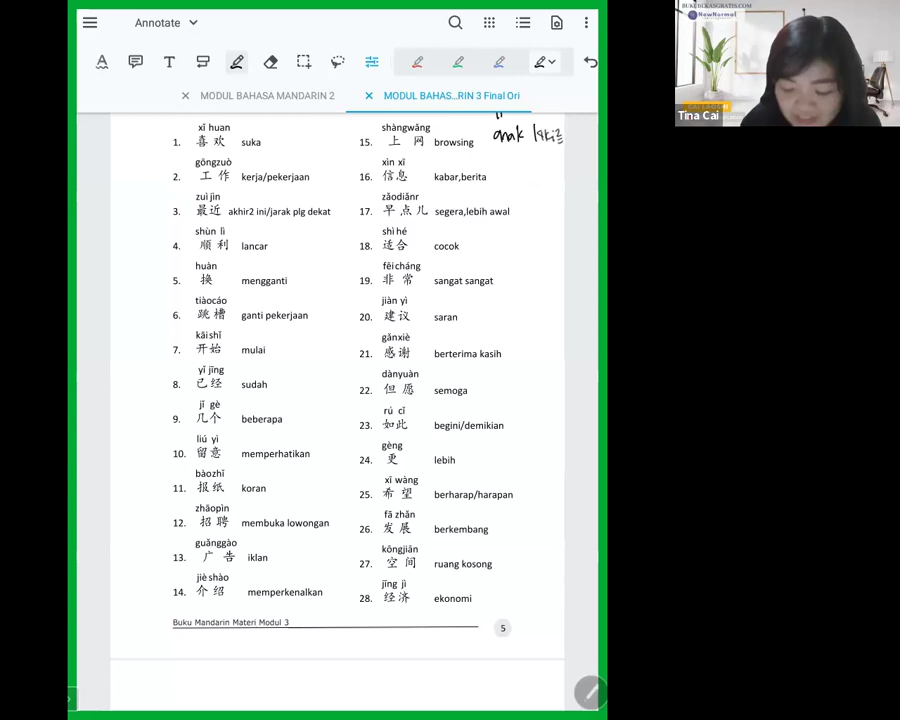 Annotate
MODUL BAHASA MANDARIN 2
MODUL BAHAS...RIN 3 Final Ori
xǐ huan
1. 喜欢 suka
gōngzuò
2. 工作 kerja/pekerjaan
zuì jìn
3. 最近 akhir2 ini/jarak plg dekat
shùn lì
4. 顺利 lancar
huàn
5. 换 mengganti
tiàocáo
6. 跳槽 ganti pekerjaan
kāishǐ
7. 开始 mulai
yǐ jīng
8. 已经 sudah
jǐ gè
9. 几个 beberapa
liú yì
10. 留意 memperhatikan
bàozhǐ
11. 报纸 koran
zhāopìn
12. 招聘 membuka lowongan
guǎnggào
13. 广告 iklan
jiè shào
14. 介绍 memperkenalkan
shàngwǎng
15. 上网 browsing
anak laki2
xìn xī
16. 信息 kabar,berita
zǎodiǎnr
17. 早点儿 segera,lebih awal
shì hé
18. 适合 cocok
fēicháng
19. 非常 sangat sangat
jiàn yì
20. 建议 saran
gǎnxiè
21. 感谢 berterima kasih
dànyuàn
22. 但愿 semoga
rú cǐ
23. 如此 begini/demikian
gèng
24. 更 lebih
xī wàng
25. 希望 berharap/harapan
fā zhǎn
26. 发展 berkembang
kōngjiān
27. 空间 ruang kosong
jīng jì
28. 经济 ekonomi
Buku Mandarin Materi Modul 3
5
NewNormal
Tina Cai